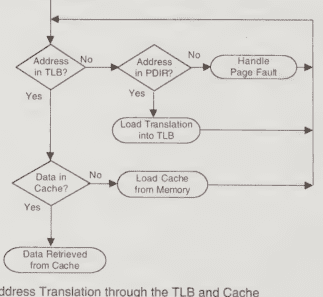 Address
in TLB?
No
Address
in PDIR?
No
Handle
Page Fault
Yes
Yes
Load Translation
into TLB
Data in
Cache?
No
Load Cache
from Memory
Yes
Data Retrieved
from Cache
ddress Translation through the TLB and Cache